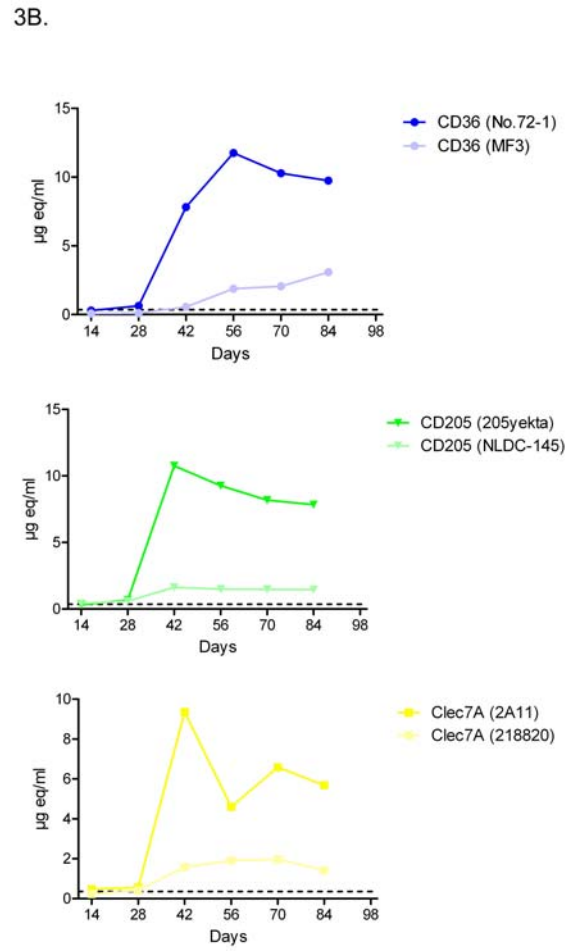 3B.
15
10
5
0
µg eq/ml
14 28 42 56 70 84 98
Days
CD36 (No.72-1)
CD36 (MF3)
15
10
5
0
µg eq/ml
14 28 42 56 70 84 98
Days
CD205 (205yekta)
CD205 (NLDC-145)
10
8
6
4
2
0
µg eq/ml
14 28 42 56 70 84 98
Days
Clec7A (2A11)
Clec7A (218820)